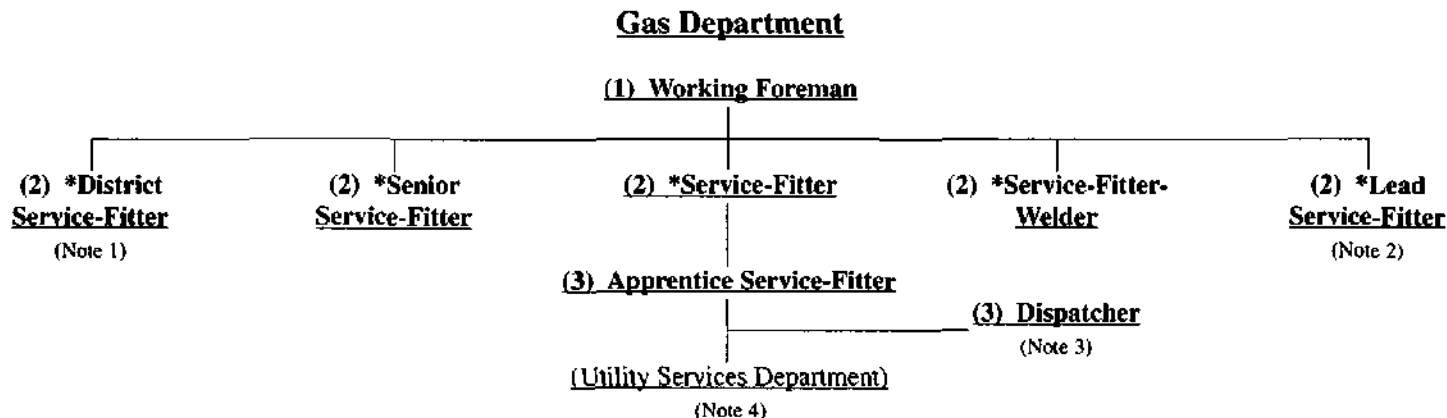 Gas Department
(1) Working Foreman
(2) *District
Service-Fitter
(Note 1)
(2) *Senior
Service-Fitter
(2) *Service-Fitter
(2) *Service-Fitter-
Welder
(2) *Lead
Service-Fitter
(Note 2)
(3) Apprentice Service-Fitter
(3) Dispatcher
(Note 3)
(Utility Services Department)
(Note 4)